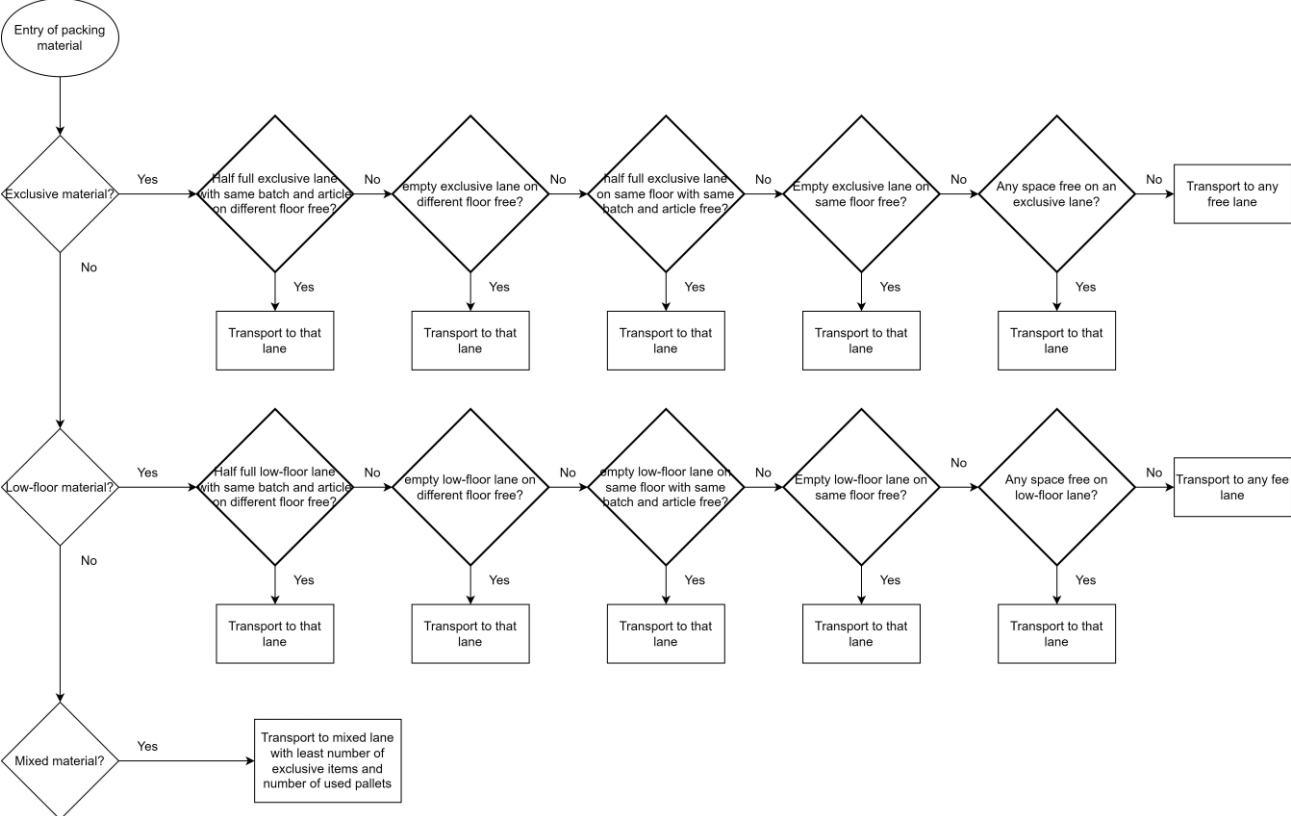 Entry of packing
material
Exclusive material?
Yes
Half full exclusive lane
with same batch and article
on different floor free?
No
empty exclusive lane on
different floor free?
No
half full exclusive lane
on same floor with same
batch and article free?
No
Empty exclusive lane on
same floor free?
No
Any space free on an
exclusive lane?
No
Transport to any
free lane
No
Yes
Yes
Yes
Yes
Yes
Transport to that
lane
Transport to that
lane
Transport to that
lane
Transport to that
lane
Transport to that
lane
Low-floor material?
Yes
Half full low-floor lane
with same batch and article
on different floor free?
No
empty low-floor lane on
different floor free?
No
empty low-floor lane on
same floor with same
batch and article free?
No
Empty low-floor lane on
same floor free?
No
Any space free on
low-floor lane?
No
Transport to any fee
lane
No
Yes
Yes
Yes
Yes
Yes
Transport to that
lane
Transport to that
lane
Transport to that
lane
Transport to that
lane
Transport to that
lane
Mixed material?
Yes
Transport to mixed lane
with least number of
exclusive items and
number of used pallets